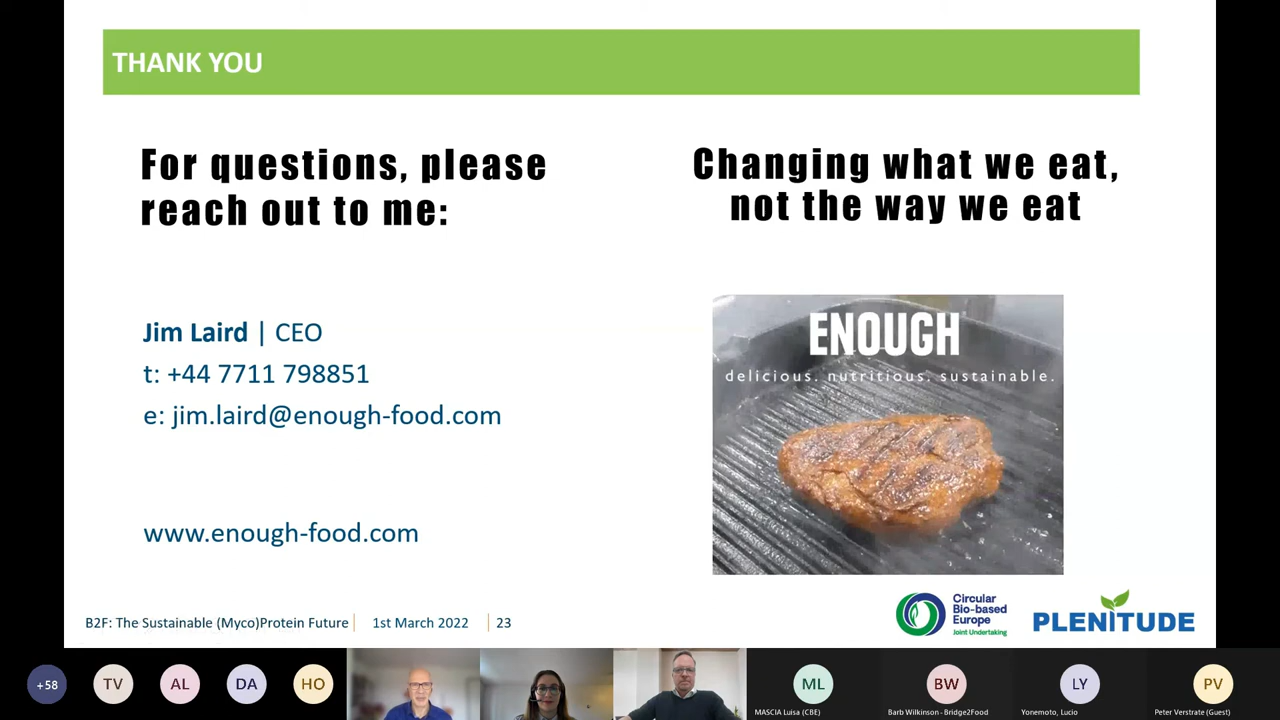 THANK YOU
For questions, please
reach out to me:
Changing what we eat,
not the way we eat
Jim Laird | CEO
t: +44 7711 798851
e: jim.laird@enough-food.com
www.enough-food.com
ENOUGH
delicious. nutritious. sustainable.
B2F: The Sustainable (Myco)Protein Future
1st March 2022
23
Circular
Bio-based
Europe
Joint Undertaking
PLENITUDE
+58
TV
AL
DA
HO
ML
MASCIA Luisa (CBE)
BW
Barb Wilkinson - Bridge2Food
LY
Yonemoto, Lucio
PV
Peter Verstrate (Guest)